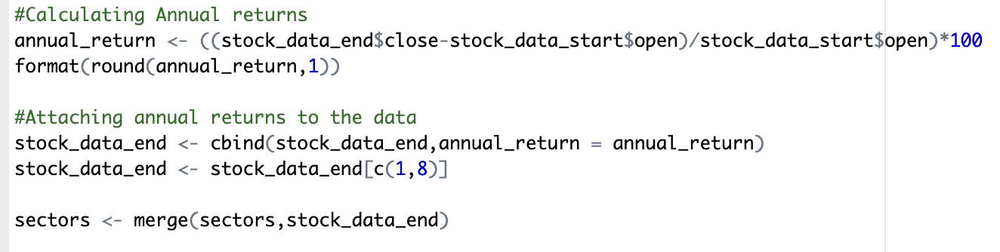 #Calculating Annual returns
annual_return <- ((stock_data_end$close-stock_data_start$open)/stock_data_start$open)*100
format(round(annual_return,1))
#Attaching annual returns to the data
stock_data_end <- cbind(stock_data_end,annual_return = annual_return)
stock_data_end <- stock_data_end[c(1,8)]
sectors <- merge(sectors,stock_data_end)